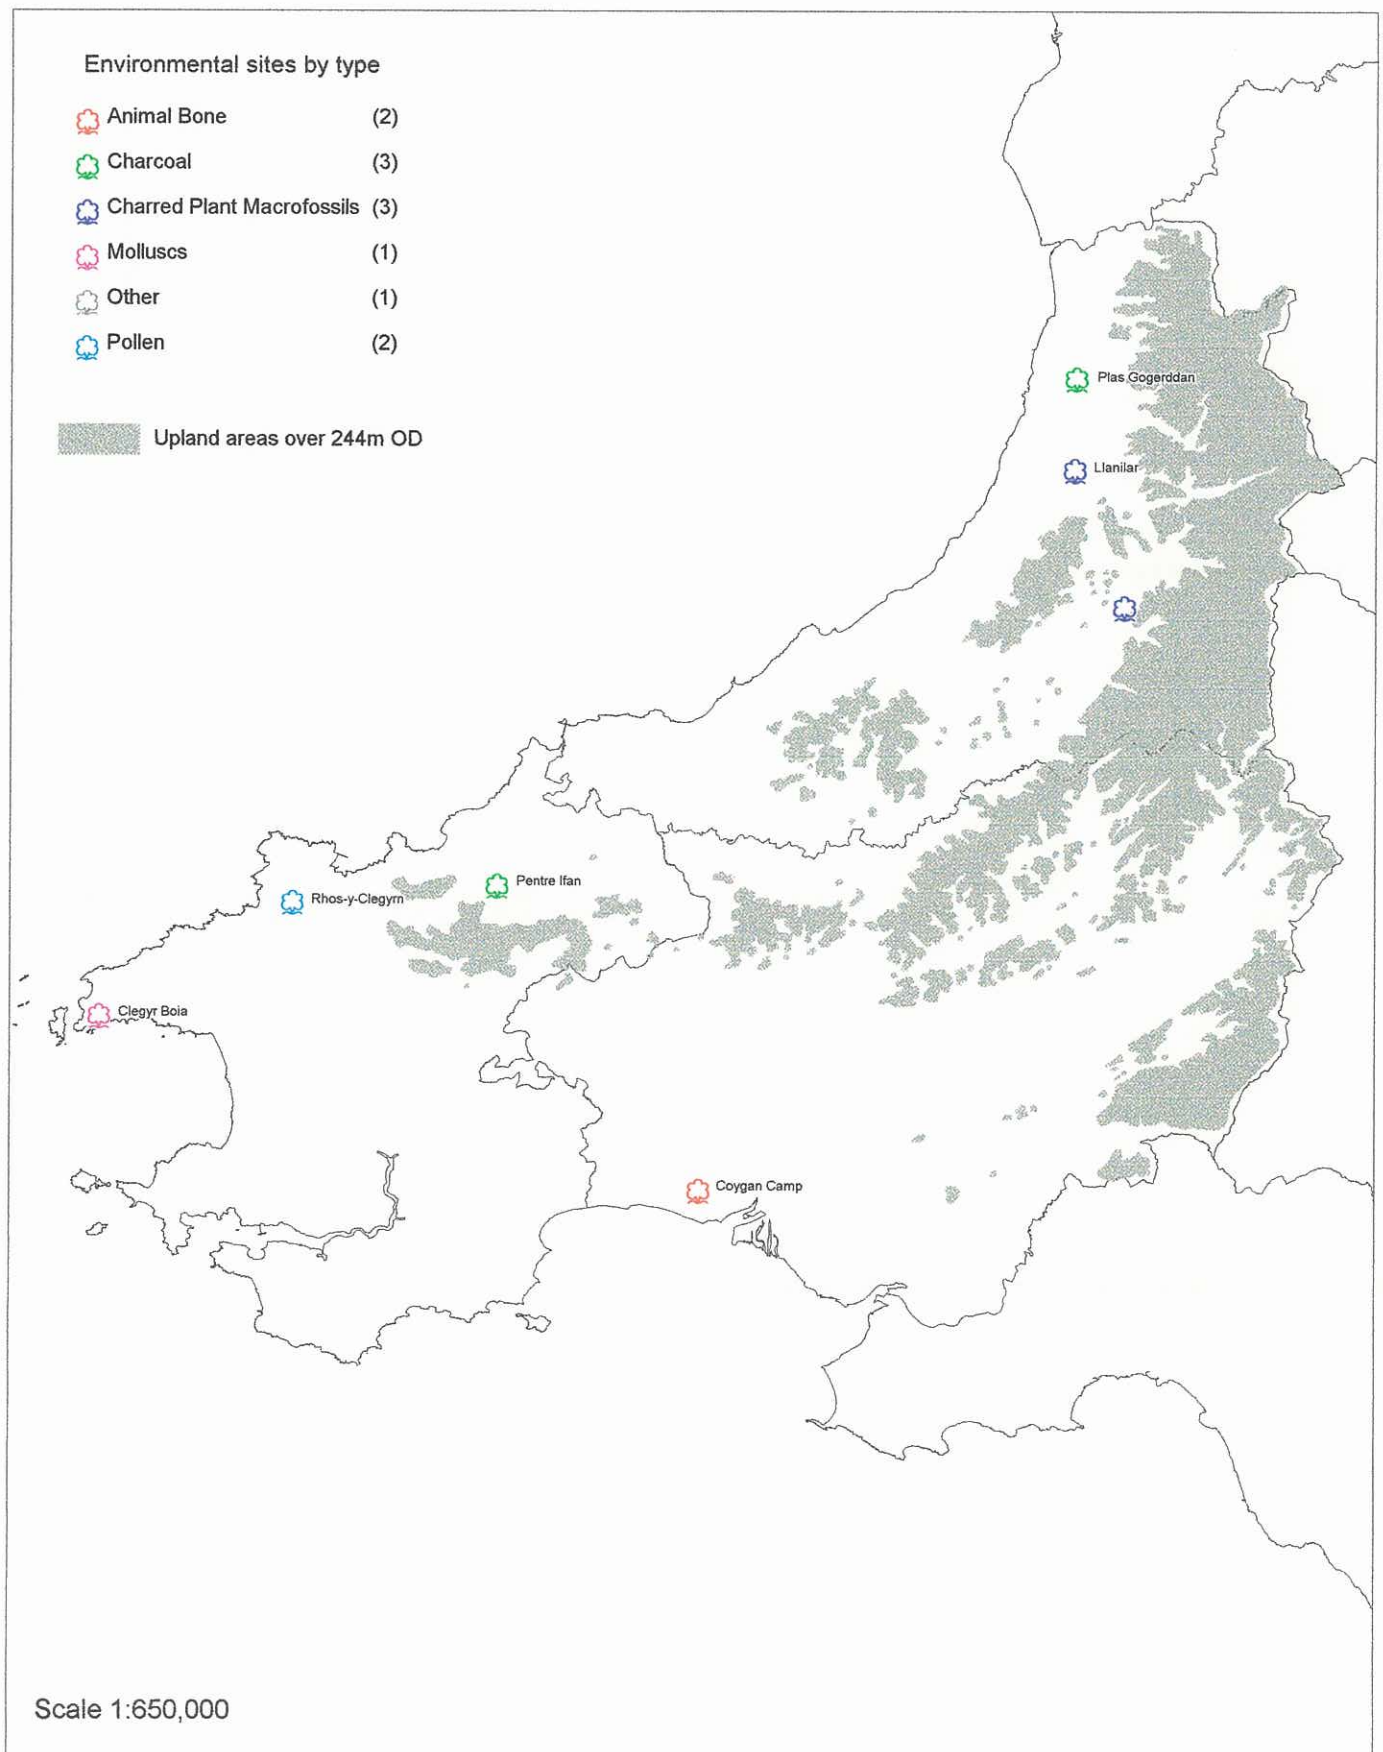 Environmental sites by type
Animal Bone (2)
Charcoal (3)
Charred Plant Macrofossils (3)
Molluscs (1)
Other (1)
Pollen (2)
Upland areas over 244m OD
Plas Gogerddan
Llanilar
Pentre Ifan
Rhos-y-Clegyrn
Clegyr Boia
Coygan Camp
Scale 1:650,000